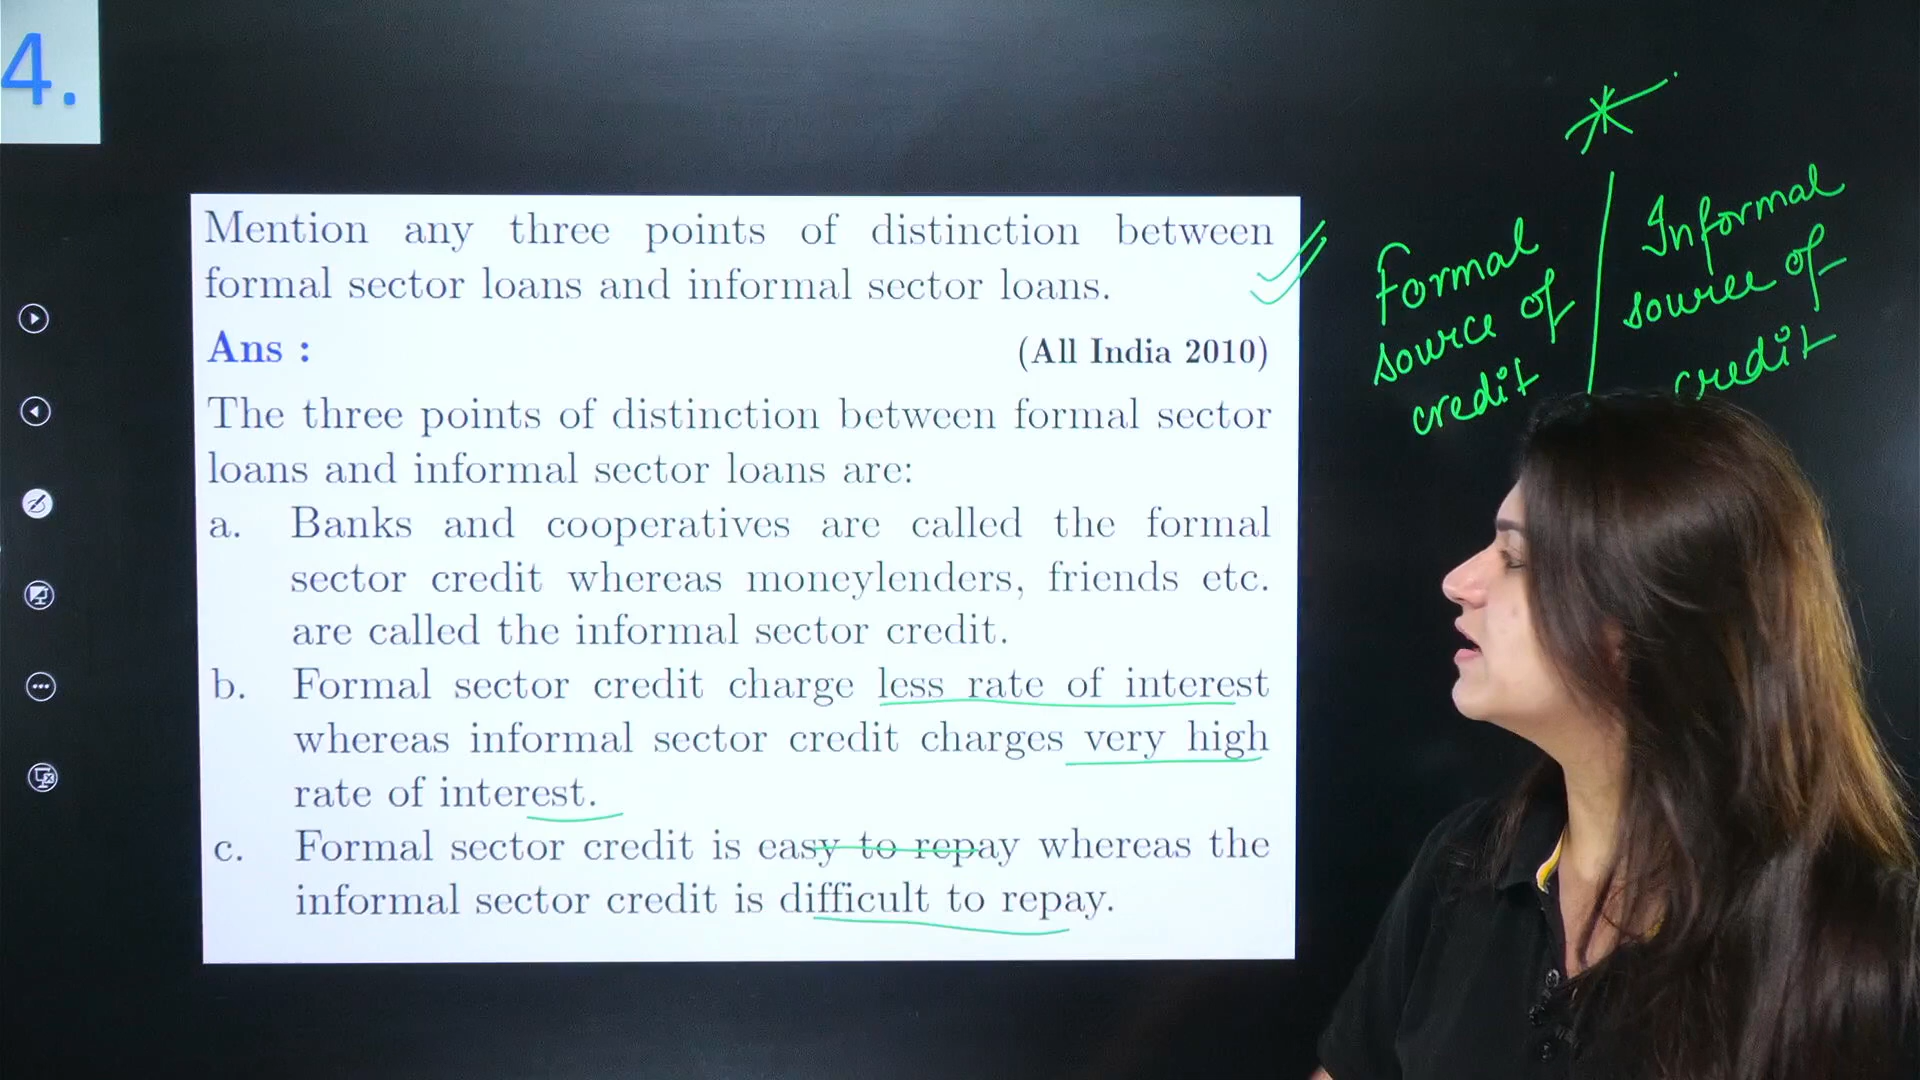 4.
Mention any three points of distinction between
formal sector loans and informal sector loans.
Ans :
(All India 2010)
The three points of distinction between formal sector
loans and informal sector loans are:
a. Banks and cooperatives are called the formal
sector credit whereas moneylenders, friends etc.
are called the informal sector credit.
b. Formal sector credit charge less rate of interest
whereas informal sector credit charges very high
rate of interest.
c. Formal sector credit is easy to repay whereas the
informal sector credit is difficult to repay.
Formal
source of
credit
Informal
source of
credit